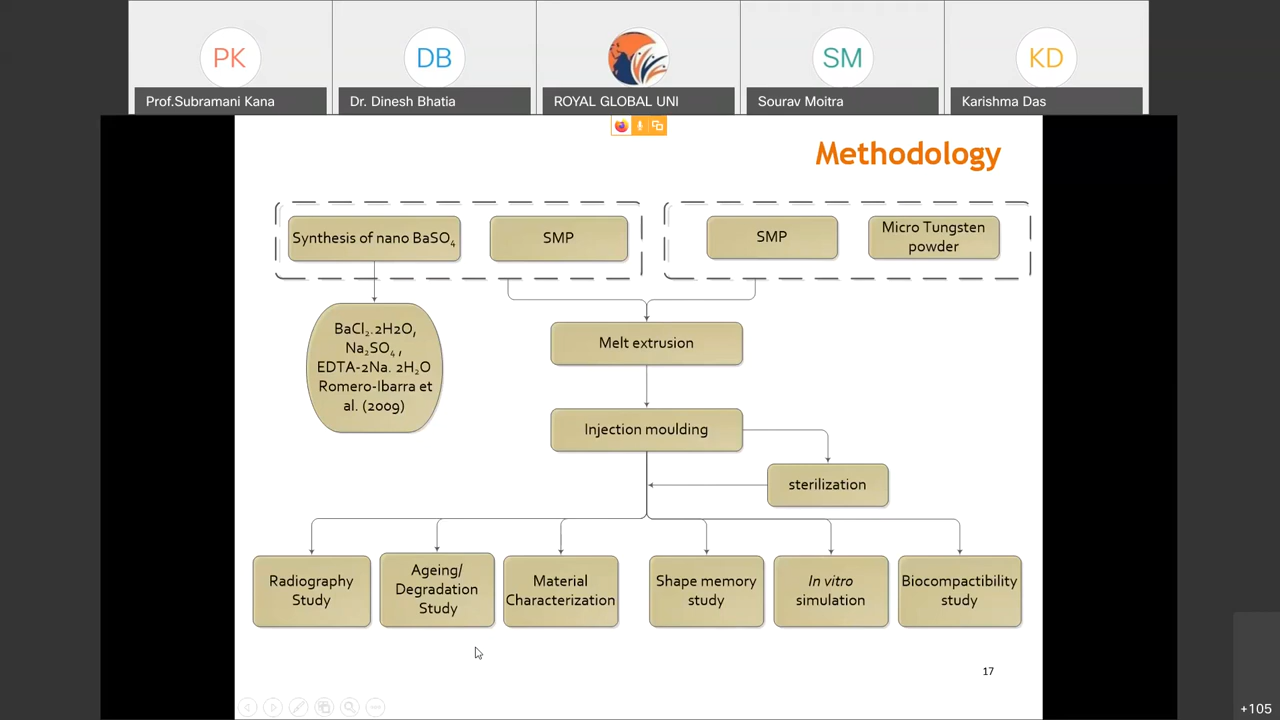 PK
DB
SM
KD
Prof.Subramani Kana
Dr. Dinesh Bhatia
ROYAL GLOBAL UNI
Sourav Moitra
Karishma Das
Methodology
Synthesis of nano BaSO₄
SMP
SMP
Micro Tungsten
powder
BaCl₂.2H2O,
Na₂SO₄ ,
EDTA-2Na. 2H₂O
Romero-Ibarra et
al. (2009)
Melt extrusion
Injection moulding
sterilization
Radiography
Study
Ageing/
Degradation
Study
Material
Characterization
Shape memory
study
In vitro
simulation
Biocompactibility
study
17
+105